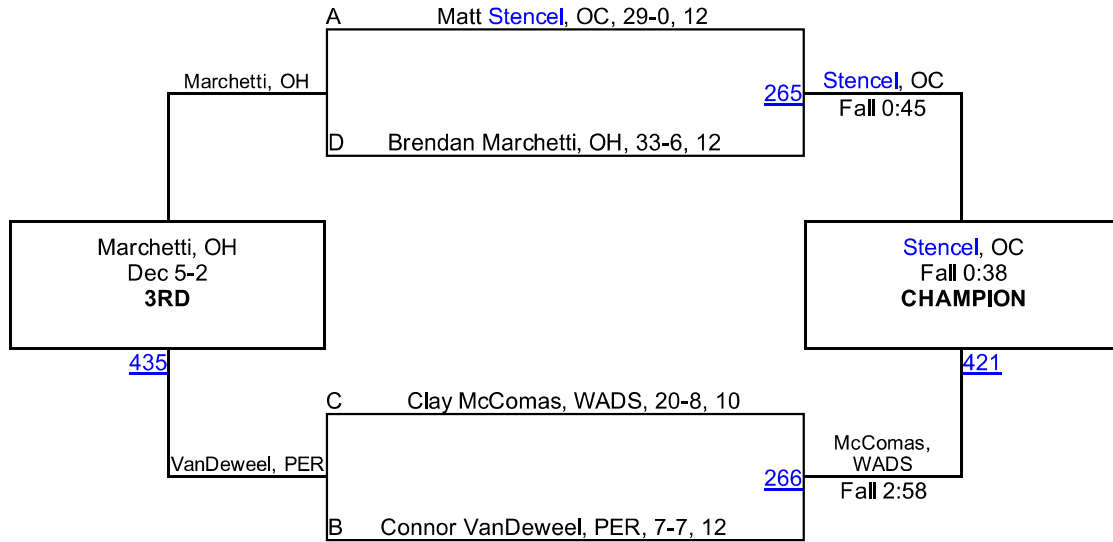 A Matt Stencel, OC, 29-0, 12
Marchetti, OH
265
Stencel, OC
Fall 0:45
D Brendan Marchetti, OH, 33-6, 12
Marchetti, OH
Dec 5-2
3RD
Stencel, OC
Fall 0:38
CHAMPION
435
421
C Clay McComas, WADS, 20-8, 10
VanDeweel, PER
266
McComas,
WADS
Fall 2:58
B Connor VanDeweel, PER, 7-7, 12